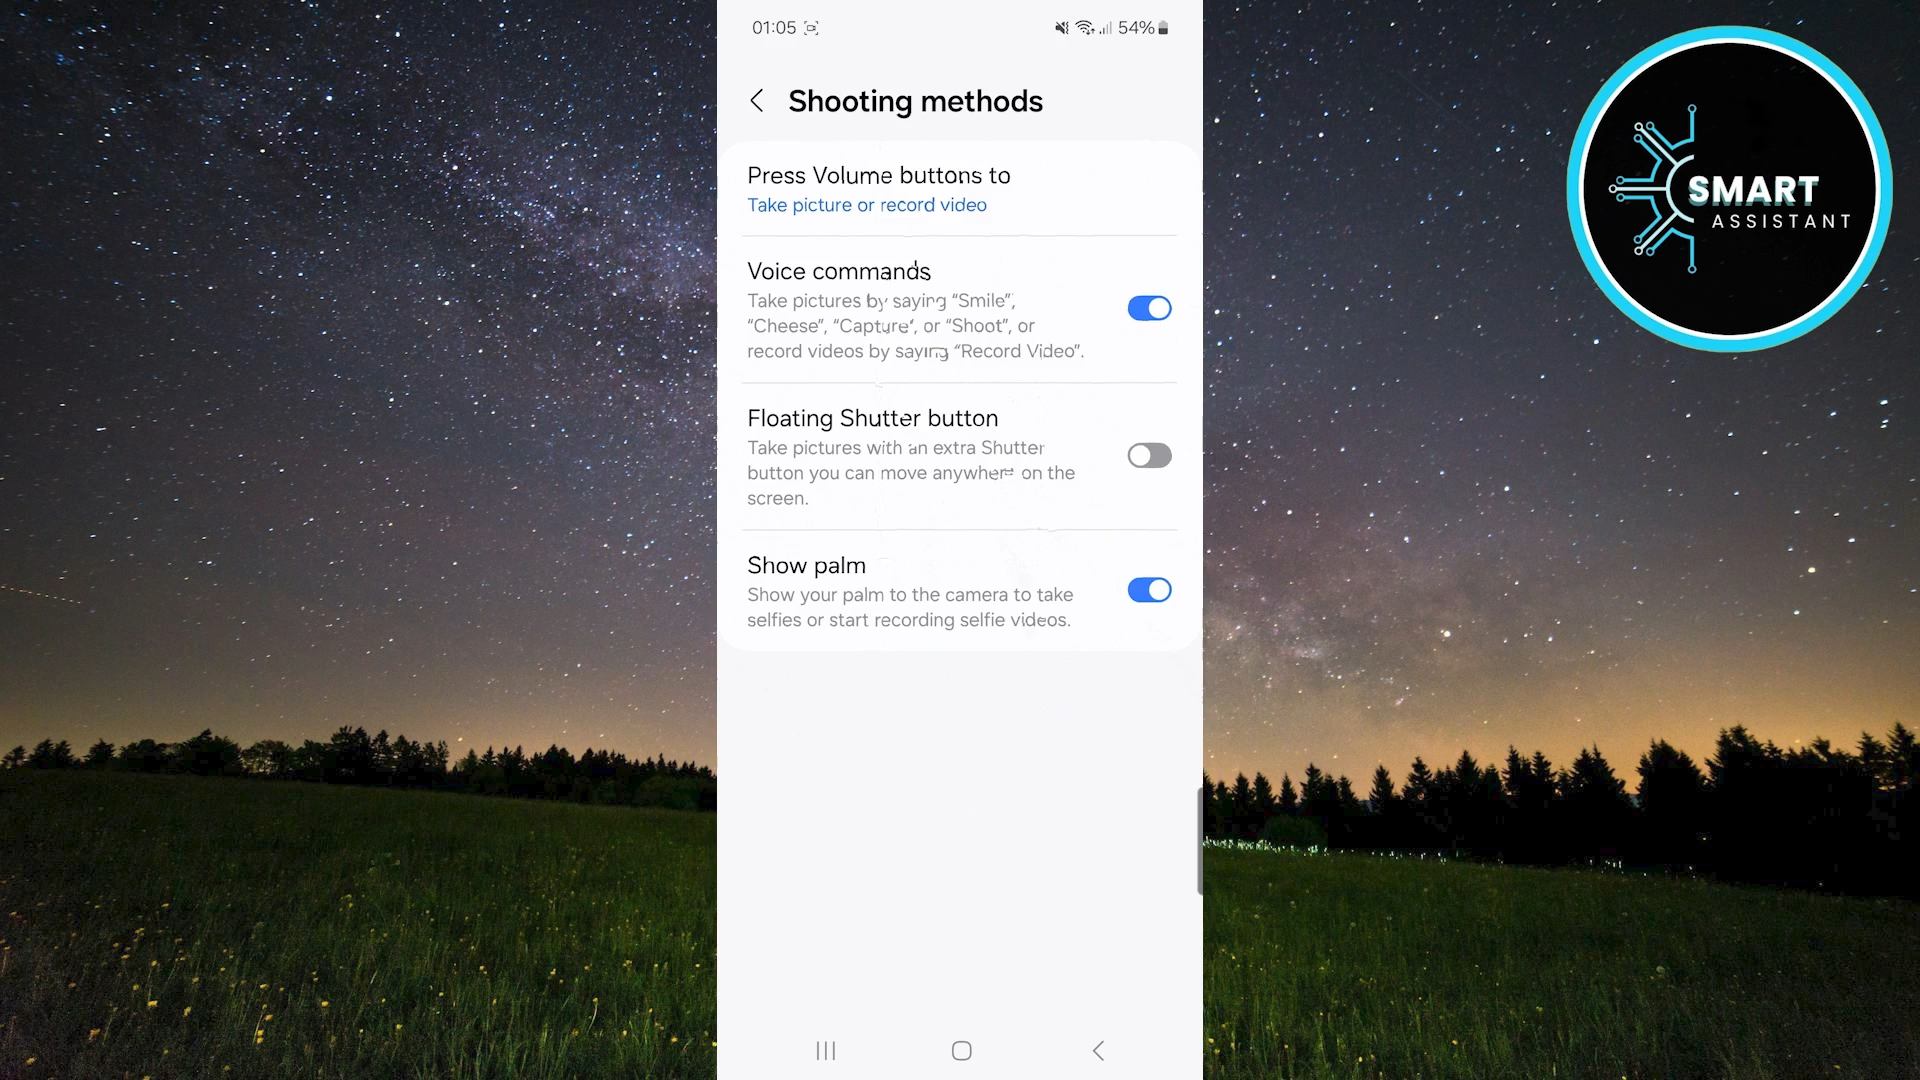 01:05
54%
Shooting methods
Press Volume buttons to
Take picture or record video
Voice commands
Take pictures by saying “Smile”,
“Cheese”, “Capture”, or “Shoot”, or
record videos by saying “Record Video”.
Floating Shutter button
Take pictures with an extra Shutter
button you can move anywhere on the
screen.
Show palm
Show your palm to the camera to take
selfies or start recording selfie videos.
SMART
ASSISTANT